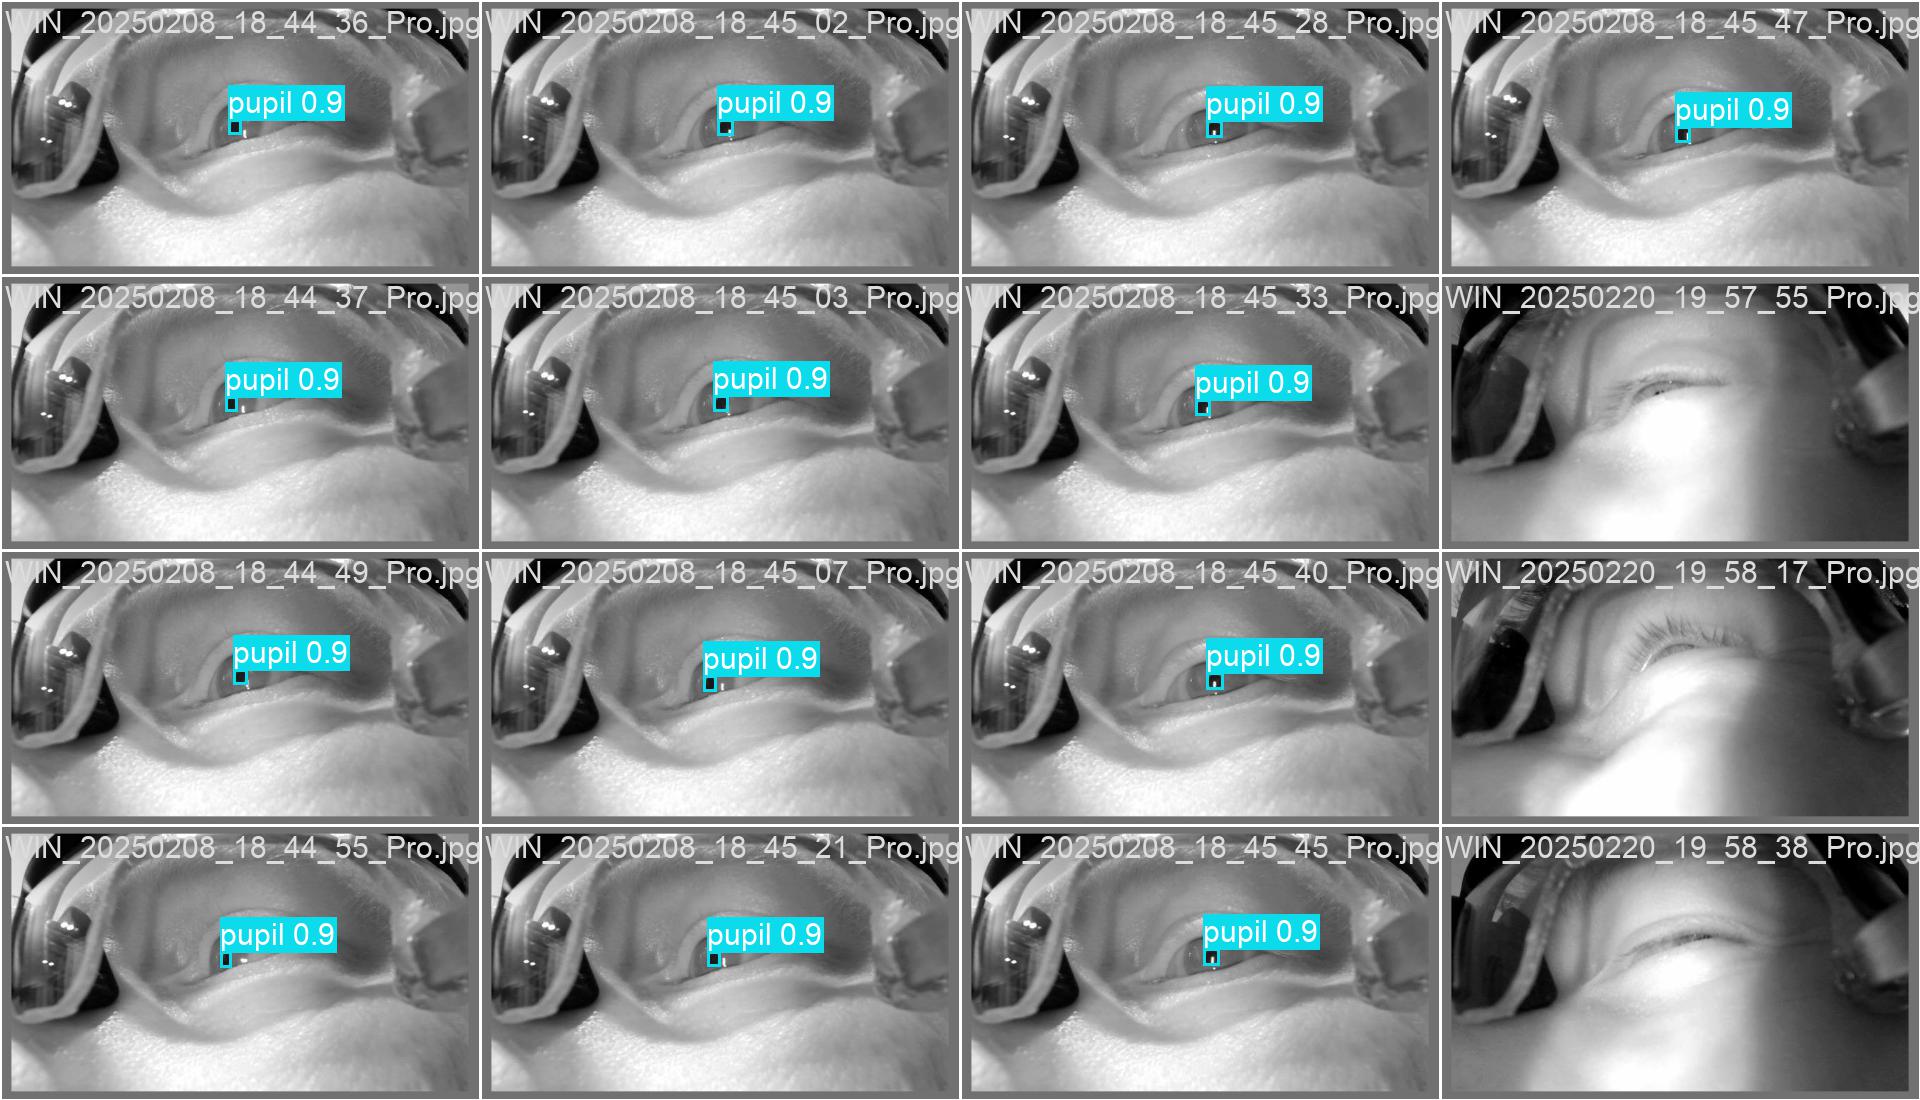 WIN_20250208_18_44_36_Pro.jpg
pupil 0.9
WIN_20250208_18_45_02_Pro.jpg
pupil 0.9
WIN_20250208_18_45_28_Pro.jpg
pupil 0.9
WIN_20250208_18_45_47_Pro.jpg
pupil 0.9
WIN_20250208_18_44_37_Pro.jpg
pupil 0.9
WIN_20250208_18_45_03_Pro.jpg
pupil 0.9
WIN_20250208_18_45_33_Pro.jpg
pupil 0.9
WIN_20250220_19_57_55_Pro.jpg
WIN_20250208_18_44_49_Pro.jpg
pupil 0.9
WIN_20250208_18_45_07_Pro.jpg
pupil 0.9
WIN_20250208_18_45_40_Pro.jpg
pupil 0.9
WIN_20250220_19_58_17_Pro.jpg
WIN_20250208_18_44_55_Pro.jpg
pupil 0.9
WIN_20250208_18_45_21_Pro.jpg
pupil 0.9
WIN_20250208_18_45_45_Pro.jpg
pupil 0.9
WIN_20250220_19_58_38_Pro.jpg